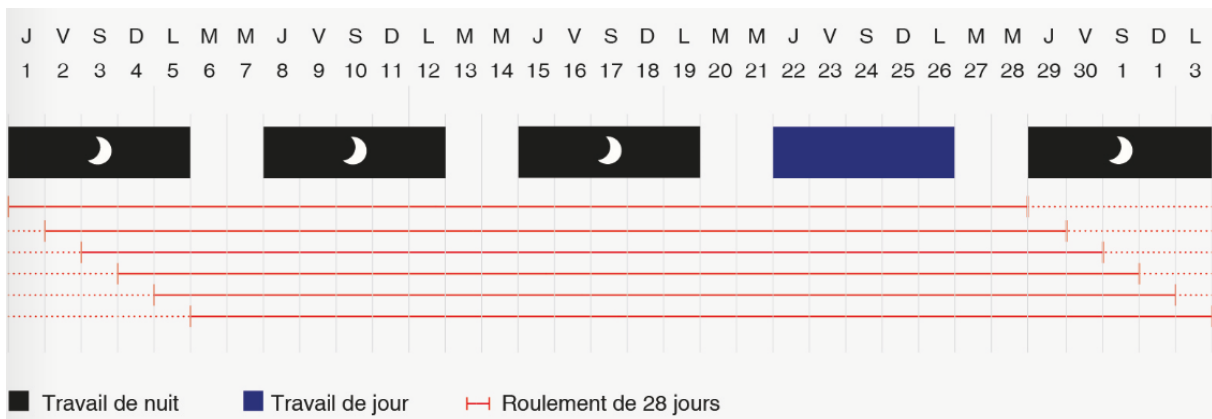 J V S D L M M J V S D L M M J V S D L M M J V S D L M M J V S D L
1 2 3 4 5 6 7 8 9 10 11 12 13 14 15 16 17 18 19 20 21 22 23 24 25 26 27 28 29 30 1 1 3
Travail de nuit Travail de jour Roulement de 28 jours